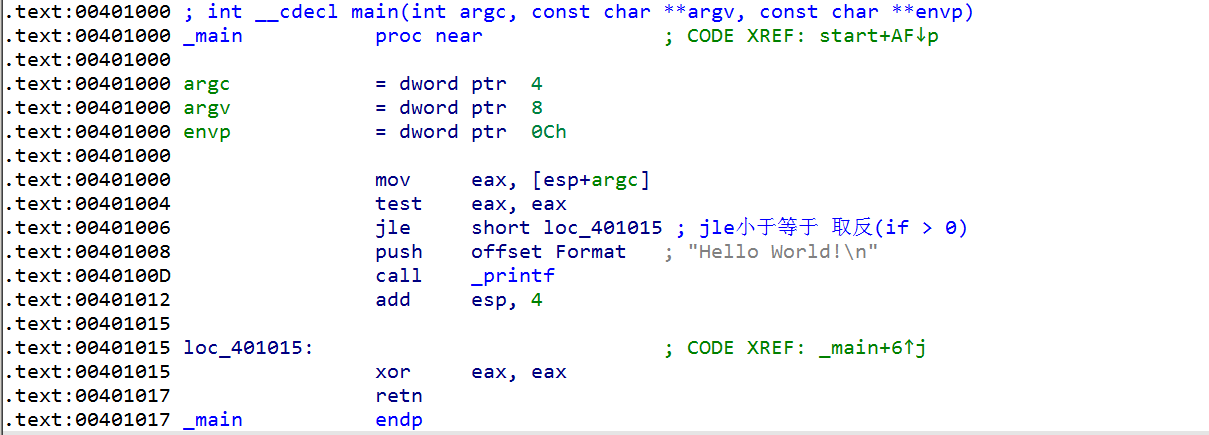 .text:00401000 ; int __cdecl main(int argc, const char **argv, const char **envp)
.text:00401000 _main           proc near               ; CODE XREF: start+AF↓p
.text:00401000
.text:00401000 argc            = dword ptr  4
.text:00401000 argv            = dword ptr  8
.text:00401000 envp            = dword ptr  0Ch
.text:00401000
.text:00401000                 mov     eax, [esp+argc]
.text:00401004                 test    eax, eax
.text:00401006                 jle     short loc_401015 ; jle小于等于 取反(if > 0)
.text:00401008                 push    offset Format   ; "Hello World!\n"
.text:0040100D                 call    _printf
.text:00401012                 add     esp, 4
.text:00401015
.text:00401015 loc_401015:                             ; CODE XREF: _main+6↑j
.text:00401015                 xor     eax, eax
.text:00401017                 retn
.text:00401017 _main           endp